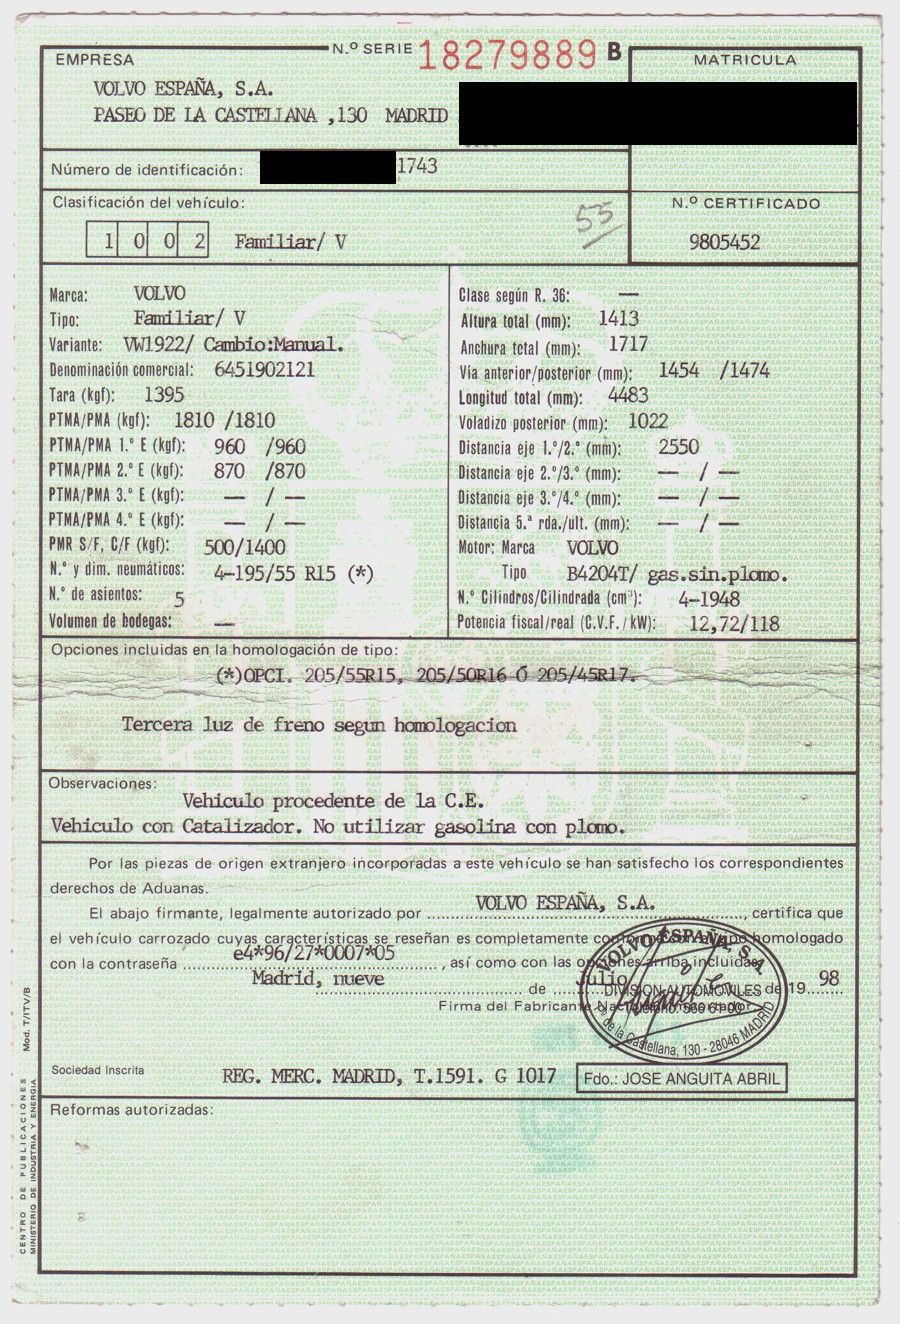 N.º SERIE 18279889 B
EMPRESA
VOLVO ESPAÑA, S.A.
PASEO DE LA CASTELLANA ,130 MADRID
MATRICULA
Número de identificación: 1743
Clasificación del vehículo:
1 0 0 2 Familiar/ V
55
N.º CERTIFICADO
9805452
Marca: VOLVO
Tipo: Familiar/ V
Variante: VW1922/ Cambio:Manual.
Denominación comercial: 6451902121
Tara (kgf): 1395
PTMA/PMA (kgf): 1810 /1810
PTMA/PMA 1.º E (kgf): 960 /960
PTMA/PMA 2.º E (kgf): 870 /870
PTMA/PMA 3.º E (kgf): — / —
PTMA/PMA 4.º E (kgf): — / —
PMR S/F, C/F (kgf): 500/1400
N.º y dim. neumáticos: 4-195/55 R15 (*)
N.º de asientos: 5
Volumen de bodegas: —
Clase según R. 36: —
Altura total (mm): 1413
Anchura total (mm): 1717
Vía anterior/posterior (mm): 1454 /1474
Longitud total (mm): 4483
Voladizo posterior (mm): 1022
Distancia eje 1.º/2.º (mm): 2550
Distancia eje 2.º/3.º (mm): — / —
Distancia eje 3.º/4.º (mm): — / —
Distancia 5.ª rda./ult. (mm): — / —
Motor: Marca VOLVO
Tipo B4204T/ gas.sin.plomo.
N.º Cilindros/Cilindrada (cm³): 4-1948
Potencia fiscal/real (C.V.F./kW): 12,72/118
Opciones incluidas en la homologación de tipo:
(*)OPCI. 205/55R15, 205/50R16 Ó 205/45R17.
Tercera luz de freno segun homologacion
Observaciones:
Vehiculo procedente de la C.E.
Vehiculo con Catalizador. No utilizar gasolina con plomo.
Por las piezas de origen extranjero incorporadas a este vehículo se han satisfecho los correspondientes
derechos de Aduanas.
El abajo firmante, legalmente autorizado por VOLVO ESPAÑA, S.A., certifica que
el vehículo carrozado cuyas características se reseñan es completamente conforme con el tipo homologado
con la contraseña e4*96/27*0007*05, así como con las opciones arriba incluidas.
Madrid, nueve de Julio de 19 98
Firma del Fabricante Nacional
VOLVO ESPAÑA, S.A.
DIVISION AUTOMOVILES
de la Castellana, 130 - 28046 MADRID
Sociedad Inscrita REG. MERC. MADRID, T.1591. G 1017
Fdo.: JOSE ANGUITA ABRIL
Reformas autorizadas:
Mod. T/ITV/B
CENTRO DE PUBLICACIONES
MINISTERIO DE INDUSTRIA Y ENERGIA